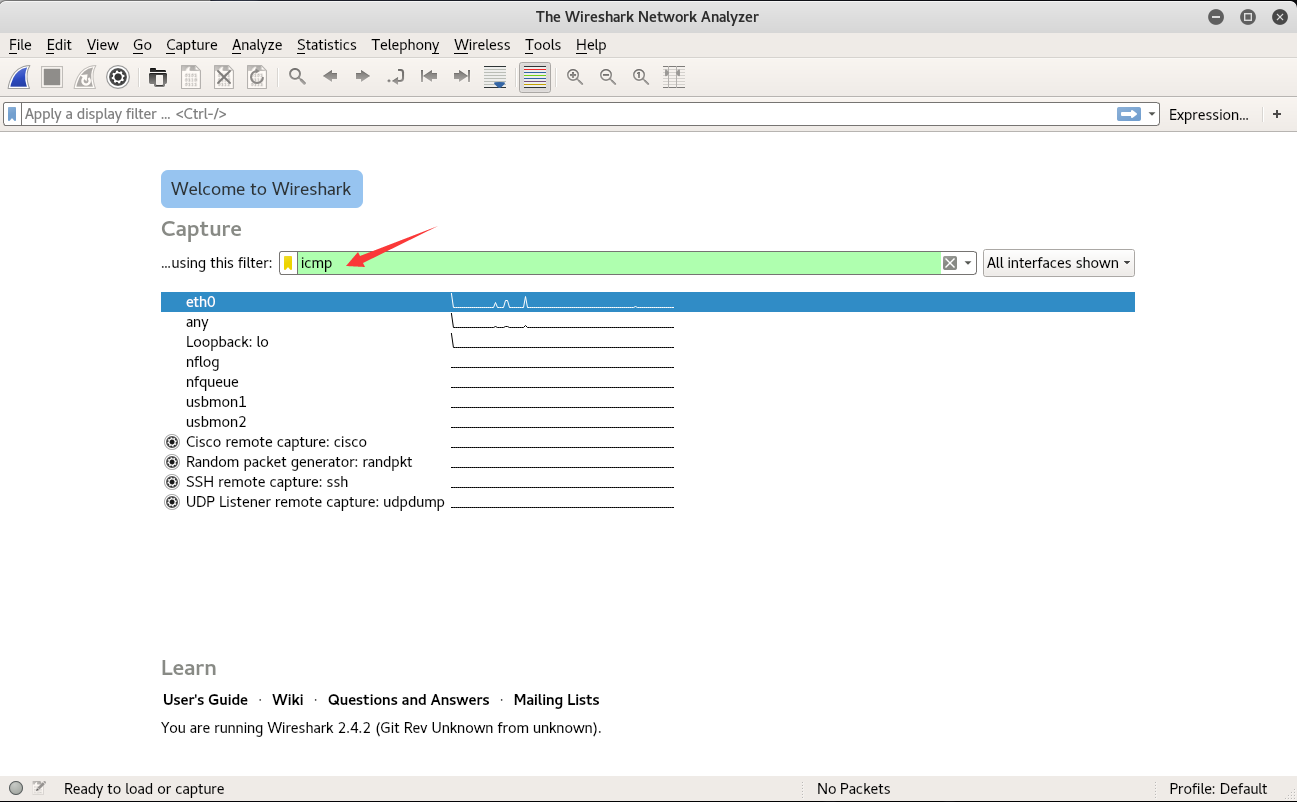 The Wireshark Network Analyzer
File Edit View Go Capture Analyze Statistics Telephony Wireless Tools Help
Apply a display filter ... <Ctrl-/> Expression... +
Welcome to Wireshark
Capture
...using this filter: icmp All interfaces shown
eth0
any
Loopback: lo
nflog
nfqueue
usbmon1
usbmon2
Cisco remote capture: cisco
Random packet generator: randpkt
SSH remote capture: ssh
UDP Listener remote capture: udpdump
Learn
User's Guide · Wiki · Questions and Answers · Mailing Lists
You are running Wireshark 2.4.2 (Git Rev Unknown from unknown).
Ready to load or capture No Packets Profile: Default